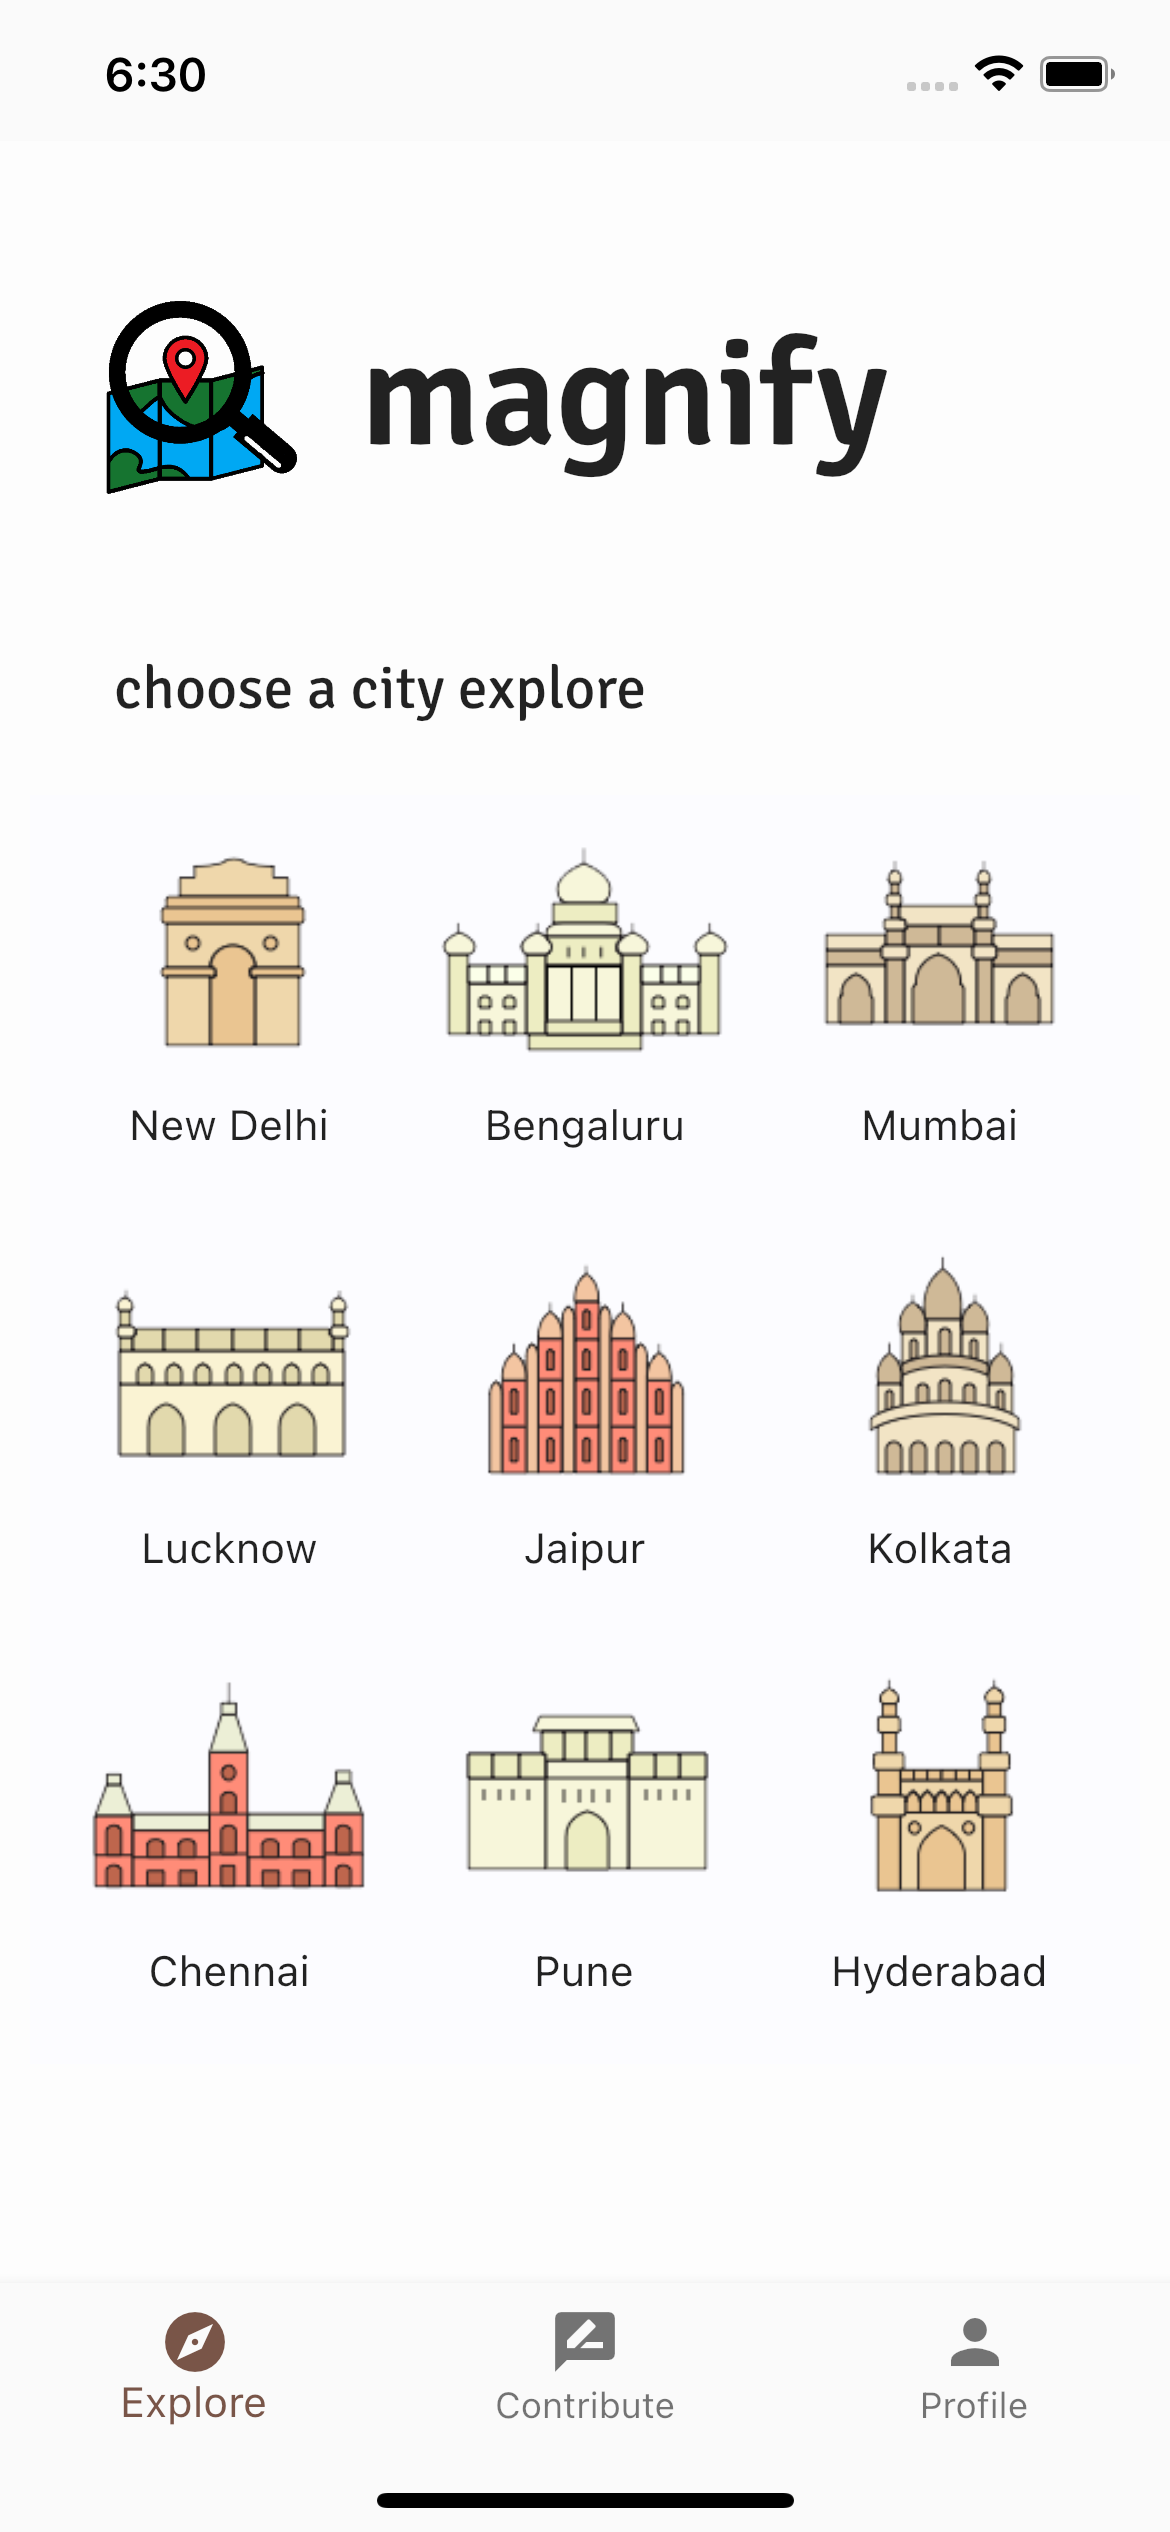 6:30
magnify
choose a city explore
New Delhi Bengaluru Mumbai
Lucknow Jaipur Kolkata
Chennai Pune Hyderabad
Explore Contribute Profile